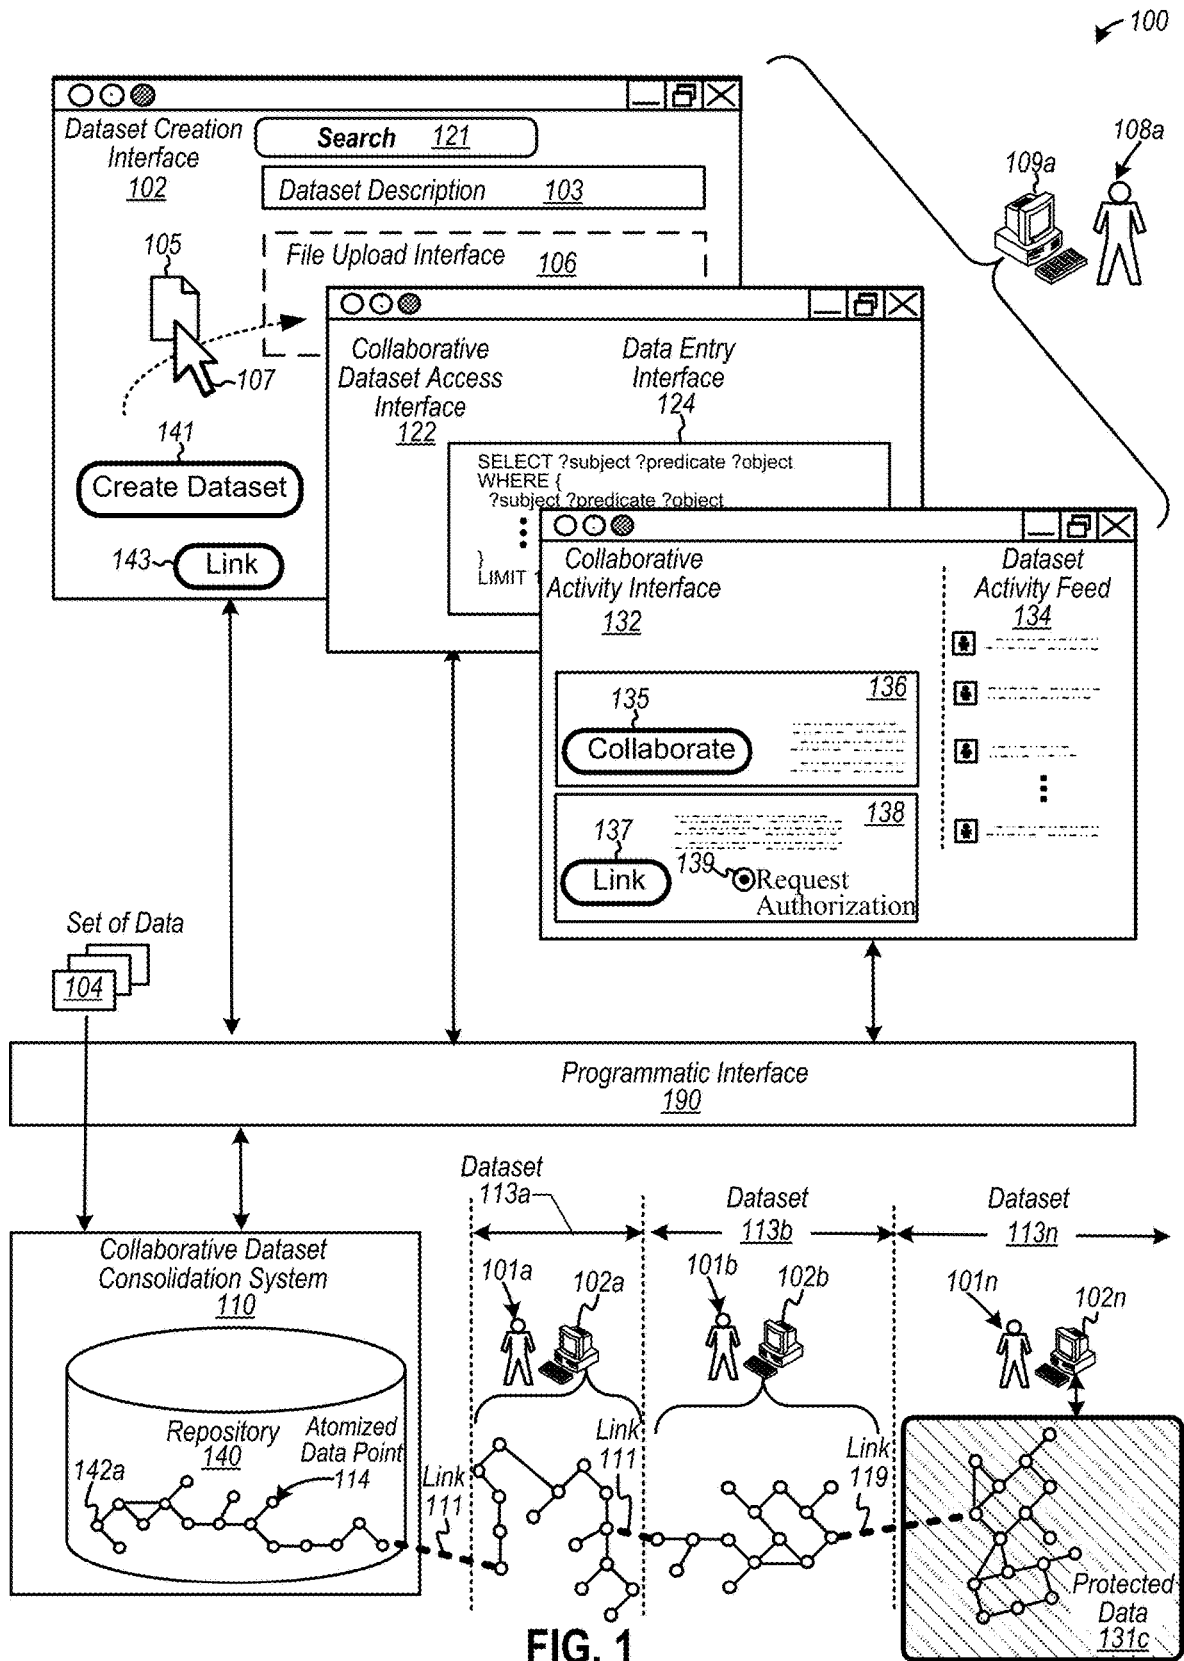 100
Dataset Creation
Interface
102
Search 121
Dataset Description 103
108a
109a
105
File Upload Interface 106
107
Collaborative
Dataset Access
Interface
122
Data Entry
Interface
124
141
Create Dataset
SELECT ?subject ?predicate ?object
WHERE {
?subject ?predicate ?object
}
LIMIT 1
143
Link
Collaborative
Activity Interface
132
Dataset
Activity Feed
134
135
136
Collaborate
137
138
139
Link
Request
Authorization
Set of Data
104
Programmatic Interface
190
Dataset
113a
Dataset
113b
Dataset
113n
Collaborative Dataset
Consolidation System
110
101a
102a
101b
102b
101n
102n
Repository
140
Atomized
Data Point
114
142a
Link
111
Link
111
Link
119
Protected
Data
131c
FIG. 1